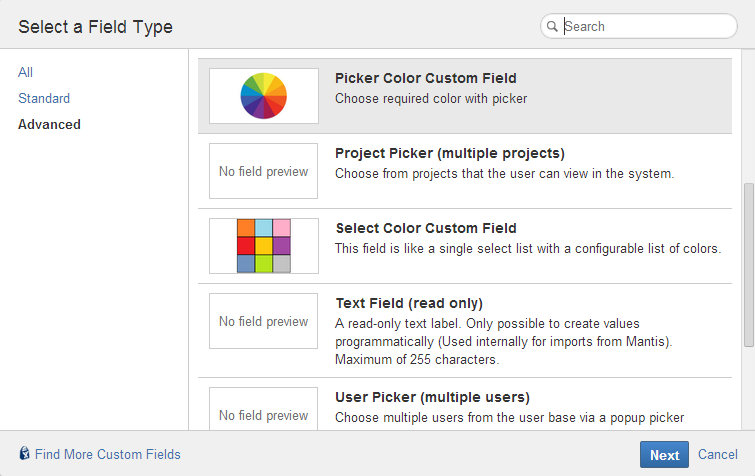 Select a Field Type
Search
All
Standard
Advanced
Picker Color Custom Field
Choose required color with picker
No field preview
Project Picker (multiple projects)
Choose from projects that the user can view in the system.
Select Color Custom Field
This field is like a single select list with a configurable list of colors.
No field preview
Text Field (read only)
A read-only text label. Only possible to create values
programmatically (Used internally for imports from Mantis).
Maximum of 255 characters.
No field preview
User Picker (multiple users)
Choose multiple users from the user base via a popup picker
Find More Custom Fields
Next
Cancel